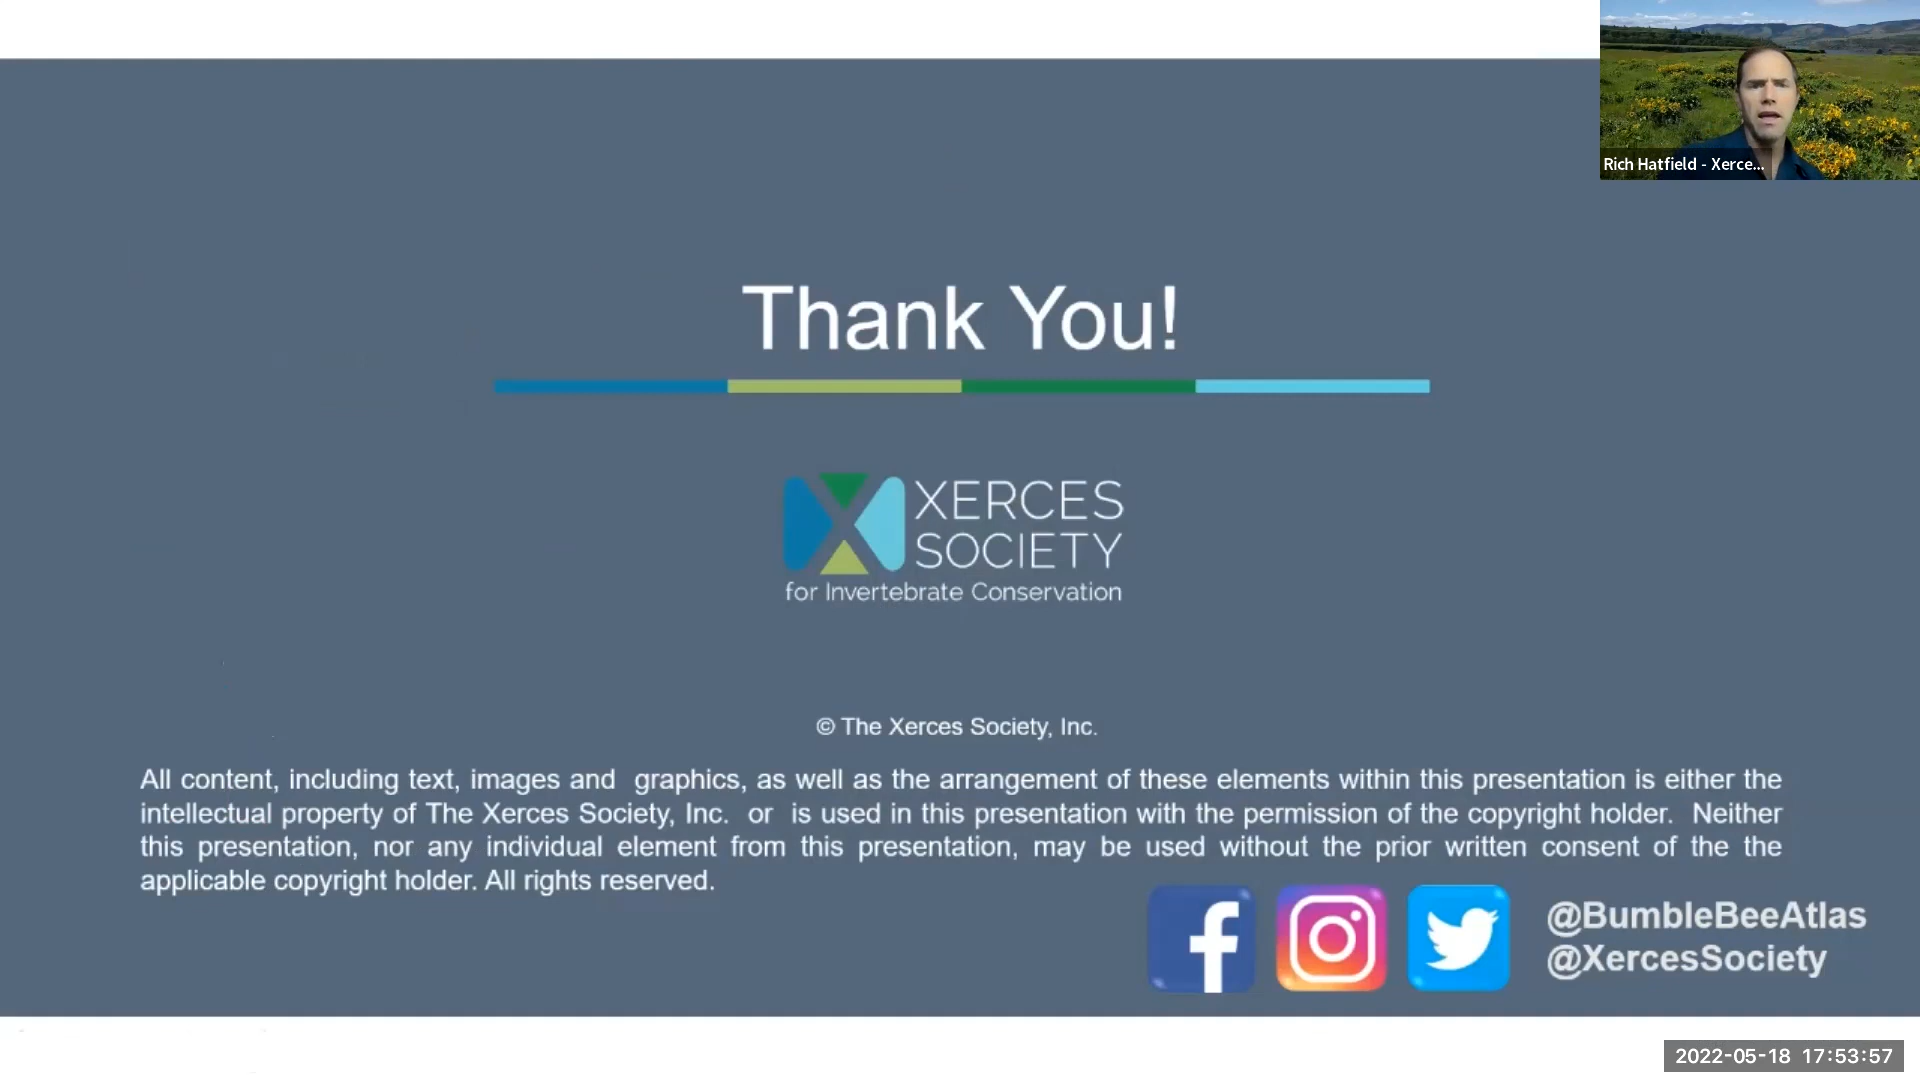 Rich Hatfield - Xerce...
Thank You!
XERCES
SOCIETY
for Invertebrate Conservation
© The Xerces Society, Inc.
All content, including text, images and graphics, as well as the arrangement of these elements within this presentation is either the
intellectual property of The Xerces Society, Inc. or is used in this presentation with the permission of the copyright holder. Neither
this presentation, nor any individual element from this presentation, may be used without the prior written consent of the the
applicable copyright holder. All rights reserved.
@BumbleBeeAtlas
@XercesSociety
2022-05-18 17:53:57